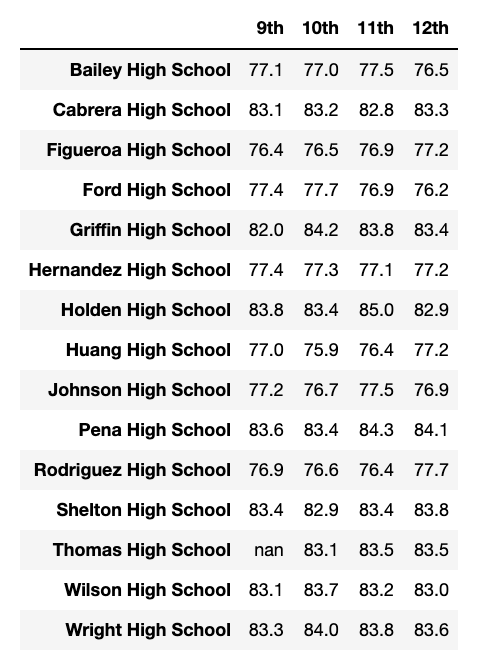 9th 10th 11th 12th
Bailey High School 77.1 77.0 77.5 76.5
Cabrera High School 83.1 83.2 82.8 83.3
Figueroa High School 76.4 76.5 76.9 77.2
Ford High School 77.4 77.7 76.9 76.2
Griffin High School 82.0 84.2 83.8 83.4
Hernandez High School 77.4 77.3 77.1 77.2
Holden High School 83.8 83.4 85.0 82.9
Huang High School 77.0 75.9 76.4 77.2
Johnson High School 77.2 76.7 77.5 76.9
Pena High School 83.6 83.4 84.3 84.1
Rodriguez High School 76.9 76.6 76.4 77.7
Shelton High School 83.4 82.9 83.4 83.8
Thomas High School nan 83.1 83.5 83.5
Wilson High School 83.1 83.7 83.2 83.0
Wright High School 83.3 84.0 83.8 83.6